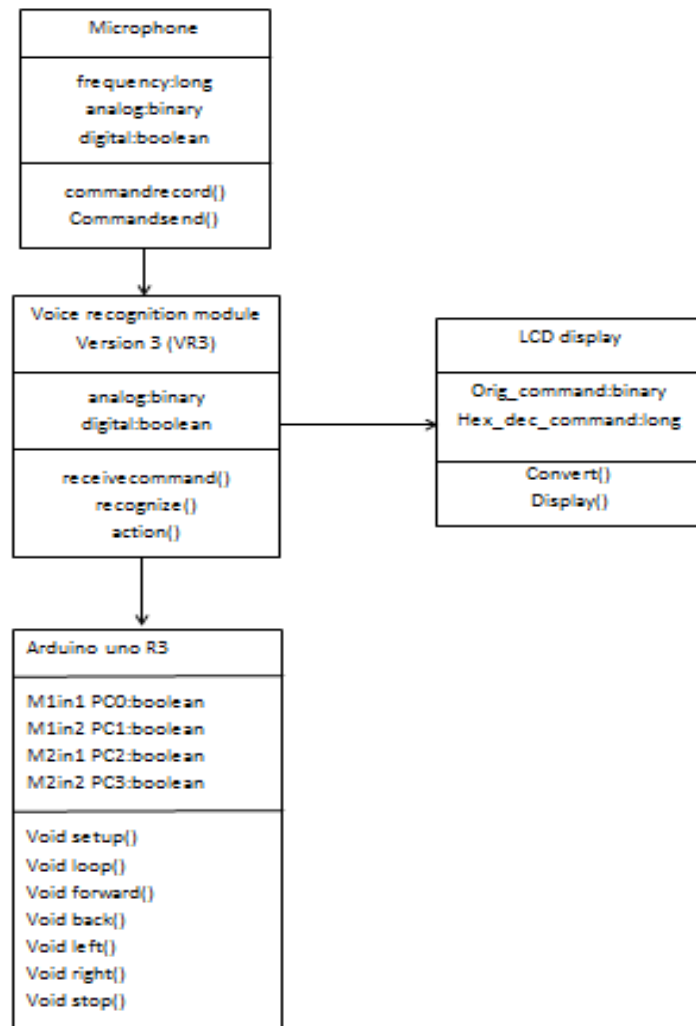 Microphone
frequency:long
analog:binary
digital:boolean
commandrecord()
Commandsend()
Voice recognition module
Version 3 (VR3)
analog:binary
digital:boolean
receivecommand()
recognize()
action()
LCD display
Orig_command:binary
Hex_dec_command:long
Convert()
Display()
Arduino uno R3
M1in1 PC0:boolean
M1in2 PC1:boolean
M2in1 PC2:boolean
M2in2 PC3:boolean
Void setup()
Void loop()
Void forward()
Void back()
Void left()
Void right()
Void stop()